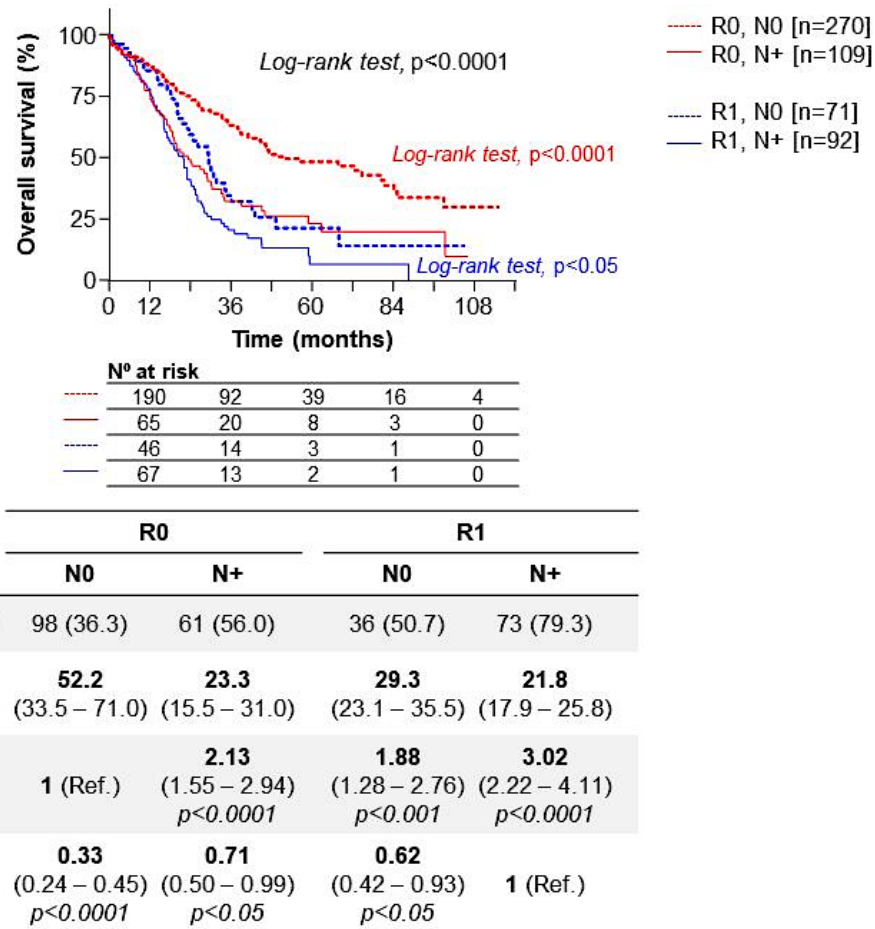 Overall survival (%)
100
75
50
25
0
Log-rank test, p<0.0001
Log-rank test, p<0.0001
Log-rank test, p<0.05
0 12 36 60 84 108
Time (months)
R0, N0 [n=270]
R0, N+ [n=109]
R1, N0 [n=71]
R1, N+ [n=92]
Nº at risk
190 92 39 16 4
65 20 8 3 0
46 14 3 1 0
67 13 2 1 0
R0 R1
N0 N+ N0 N+
98 (36.3) 61 (56.0) 36 (50.7) 73 (79.3)
52.2 23.3 29.3 21.8
(33.5 – 71.0) (15.5 – 31.0) (23.1 – 35.5) (17.9 – 25.8)
2.13 1.88 3.02
1 (Ref.) (1.55 – 2.94) (1.28 – 2.76) (2.22 – 4.11)
p<0.0001 p<0.001 p<0.0001
0.33 0.71 0.62
(0.24 – 0.45) (0.50 – 0.99) (0.42 – 0.93) 1 (Ref.)
p<0.0001 p<0.05 p<0.05